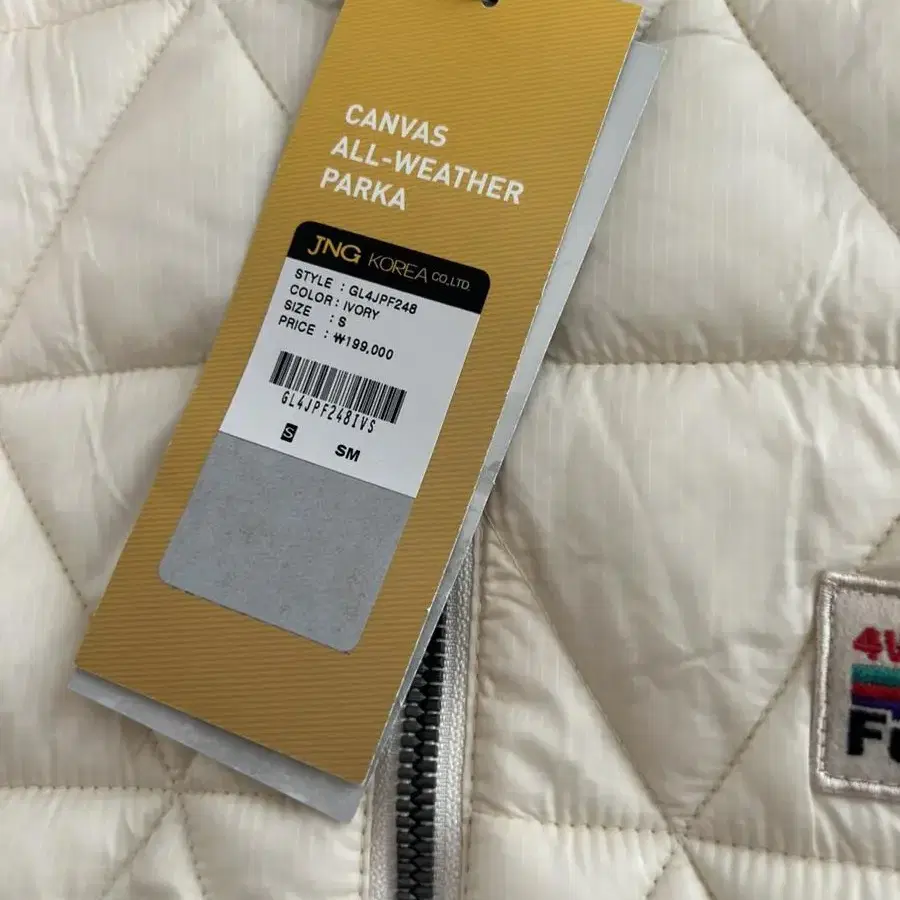 CANVAS
ALL-WEATHER
PARKA
JNG KOREA CO.,LTD.
STYLE : GL4JPF248
COLOR : IVORY
SIZE : S
PRICE : ₩199,000
GL4JPF248IVS
S SM